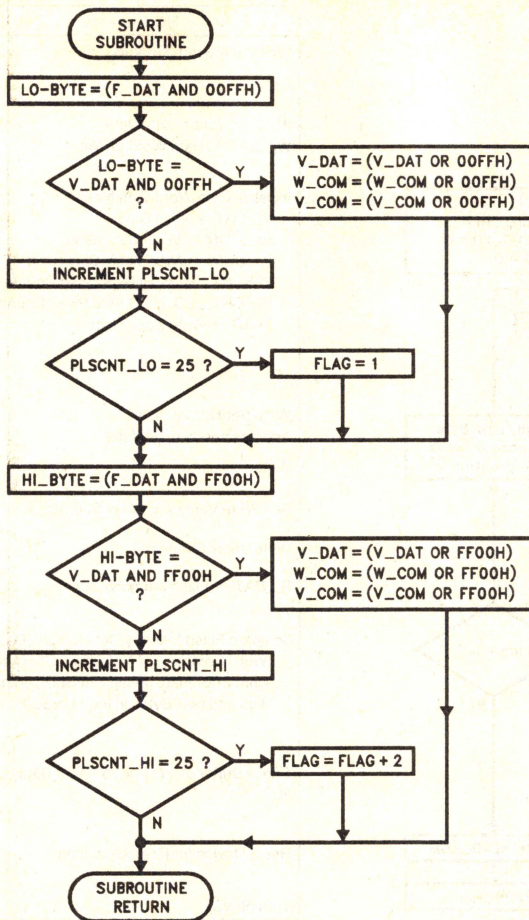 START
SUBROUTINE
LO-BYTE = (F_DAT AND 00FFH)
LO-BYTE =
V_DAT AND 00FFH
?
Y
V_DAT = (V_DAT OR 00FFH)
W_COM = (W_COM OR 00FFH)
V_COM = (V_COM OR 00FFH)
N
INCREMENT PLSCNT_LO
PLSCNT_LO = 25 ?
Y
FLAG = 1
N
HI_BYTE = (F_DAT AND FF00H)
HI-BYTE =
V_DAT AND FF00H
?
Y
V_DAT = (V_DAT OR FF00H)
W_COM = (W_COM OR FF00H)
V_COM = (V_COM OR FF00H)
N
INCREMENT PLSCNT_HI
PLSCNT_HI = 25 ?
Y
FLAG = FLAG + 2
N
SUBROUTINE
RETURN